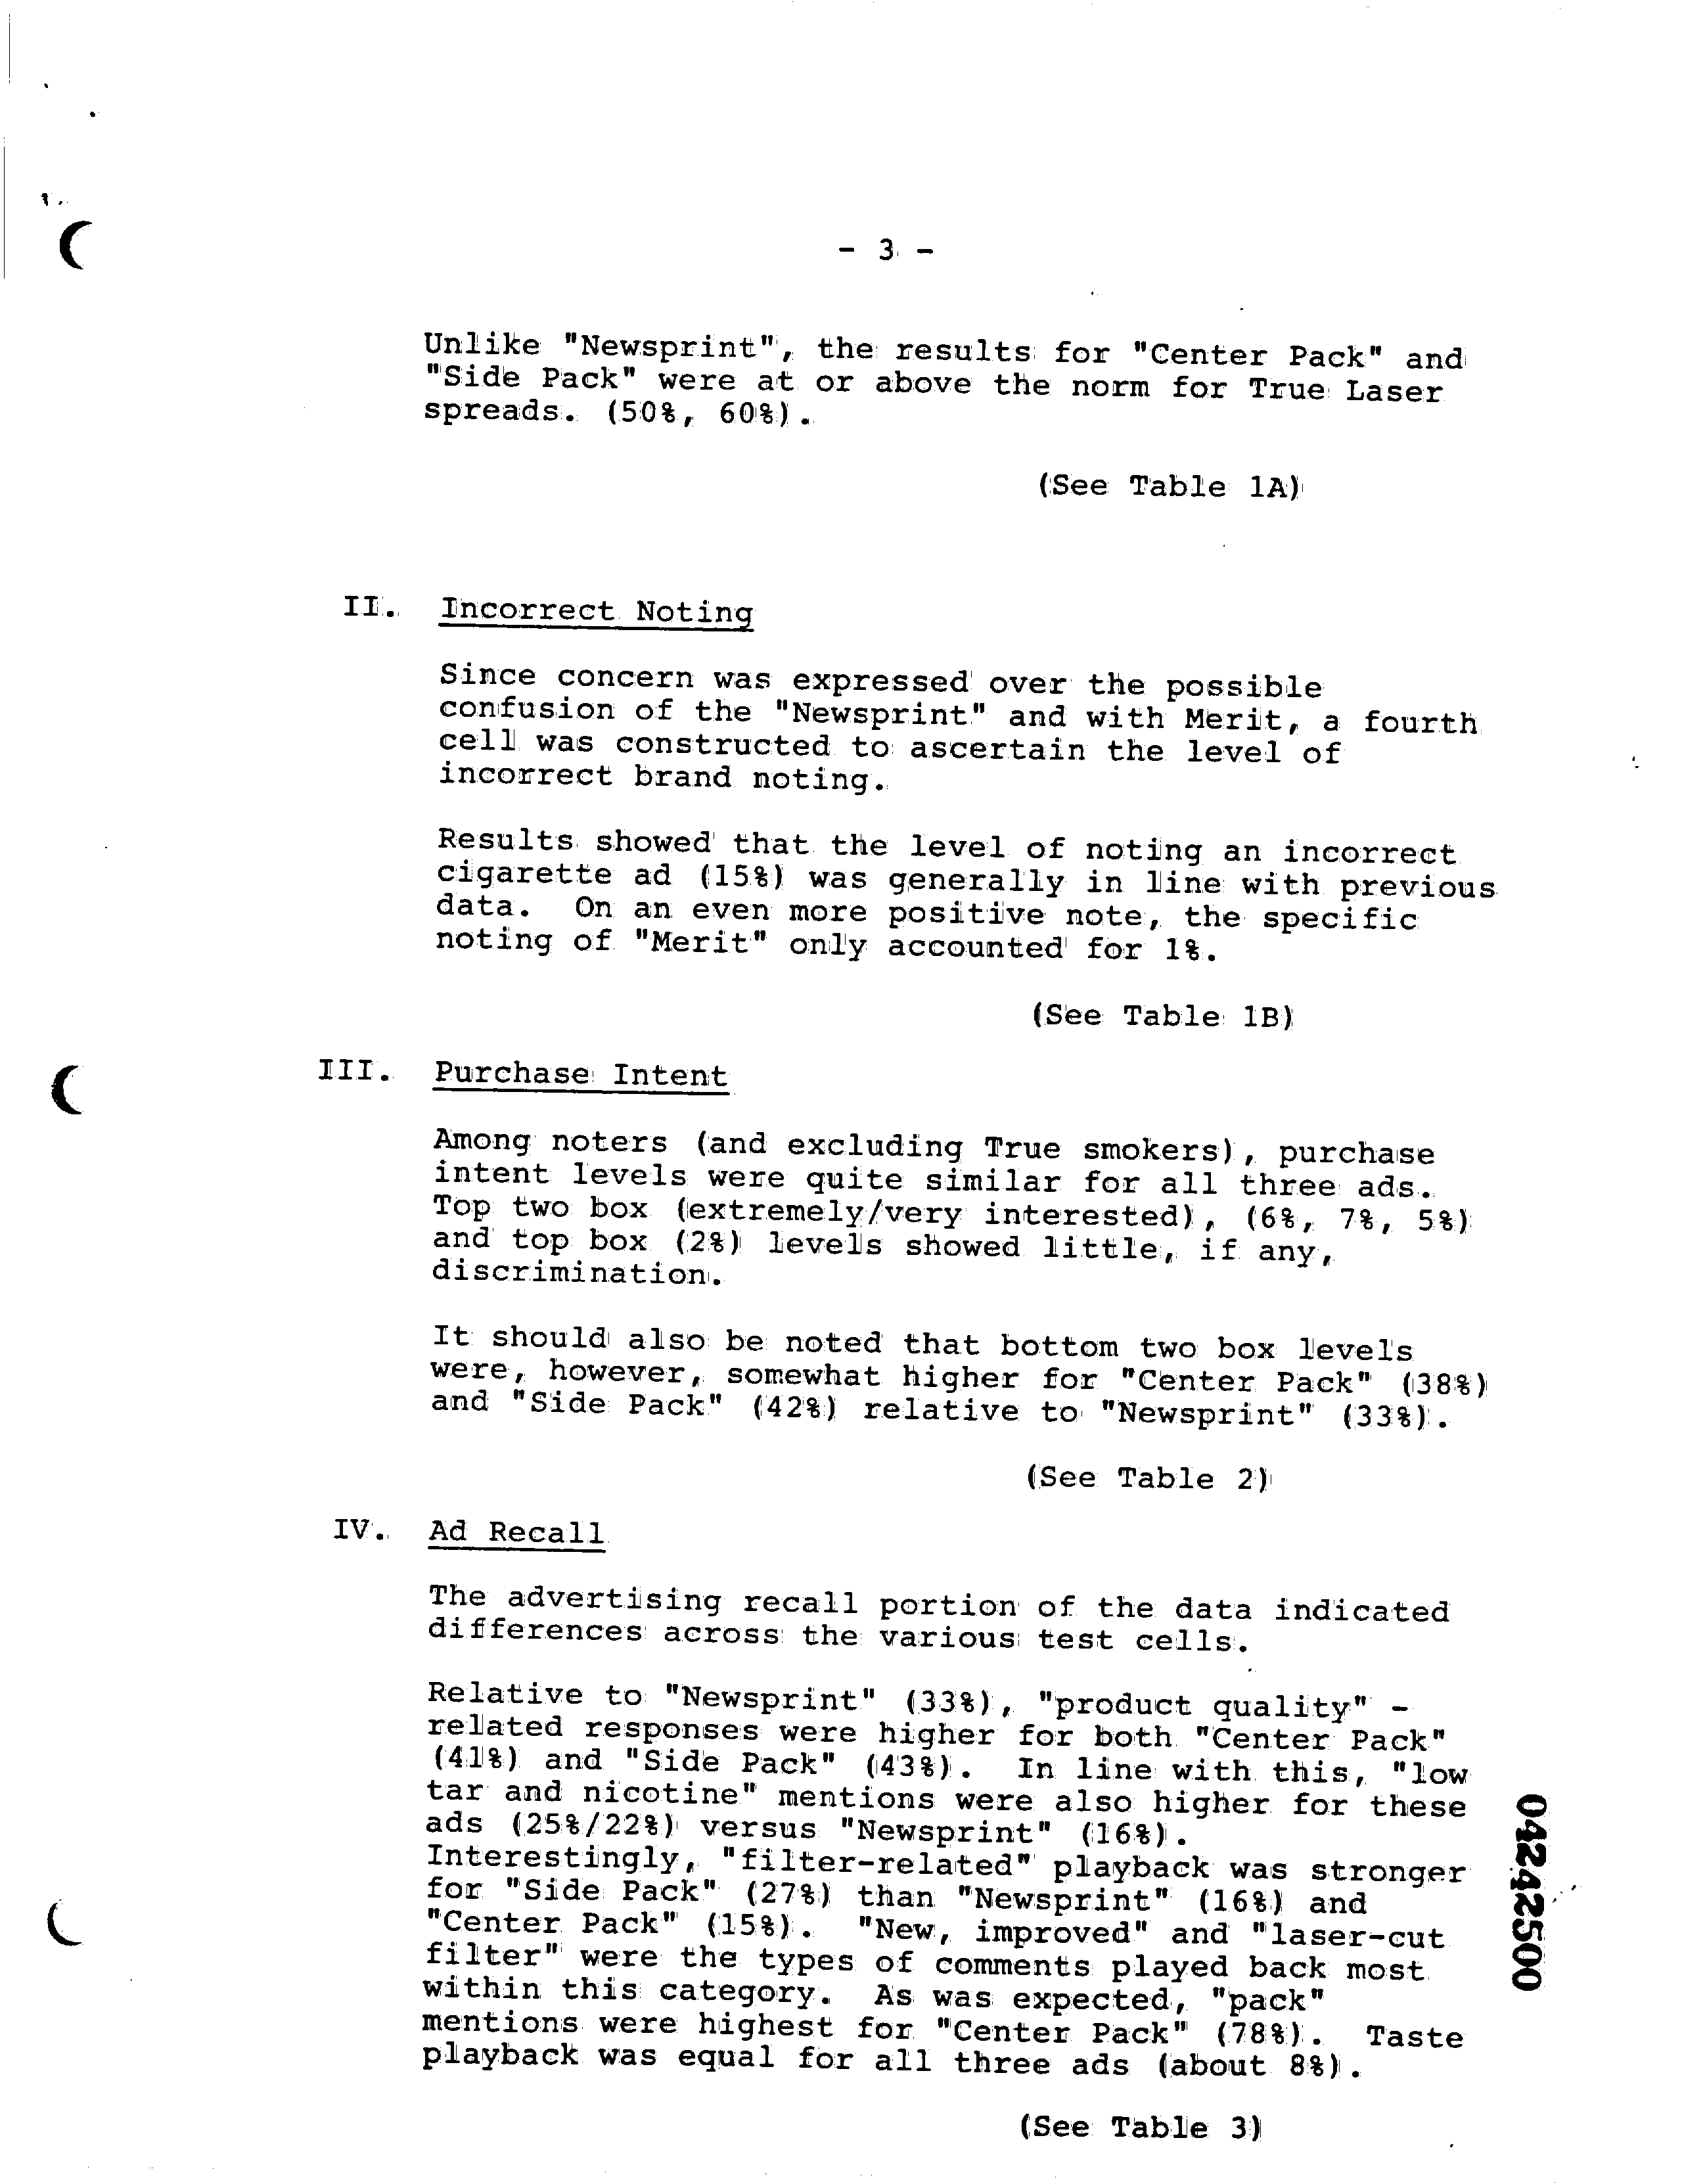 - 3 -
Unlike "Newsprint", the results for "Center Pack" and
"Side Pack" were at or above the norm for True Laser
spreads. (50%, 60%).
(See Table 1A)
II. Incorrect Noting
Since concern was expressed over the possible
confusion of the "Newsprint" and with Merit, a fourth
cell was constructed to ascertain the level of
incorrect brand noting.
Results showed that the level of noting an incorrect
cigarette ad (15%) was generally in line with previous
data. On an even more positive note, the specific
noting of "Merit" only accounted for 1%.
(See Table 1B)
III. Purchase Intent
Among noters (and excluding True smokers), purchase
intent levels were quite similar for all three ads.
Top two box (extremely/very interested), (6%, 7%, 5%)
and top box (2%) levels showed little, if any,
discrimination.
It should also be noted that bottom two box levels
were, however, somewhat higher for "Center Pack" (38%)
and "Side Pack" (42%) relative to "Newsprint" (33%).
(See Table 2)
IV. Ad Recall
The advertising recall portion of the data indicated
differences across the various test cells.
Relative to "Newsprint" (33%), "product quality" -
related responses were higher for both "Center Pack"
(41%) and "Side Pack" (43%). In line with this, "low
tar and nicotine" mentions were also higher for these
ads (25%/22%) versus "Newsprint" (16%).
Interestingly, "filter-related" playback was stronger
for "Side Pack" (27%) than "Newsprint" (16%) and
"Center Pack" (15%). "New, improved" and "laser-cut
filter" were the types of comments played back most
within this category. As was expected, "pack"
mentions were highest for "Center Pack" (78%). Taste
playback was equal for all three ads (about 8%).
(See Table 3)
04242500